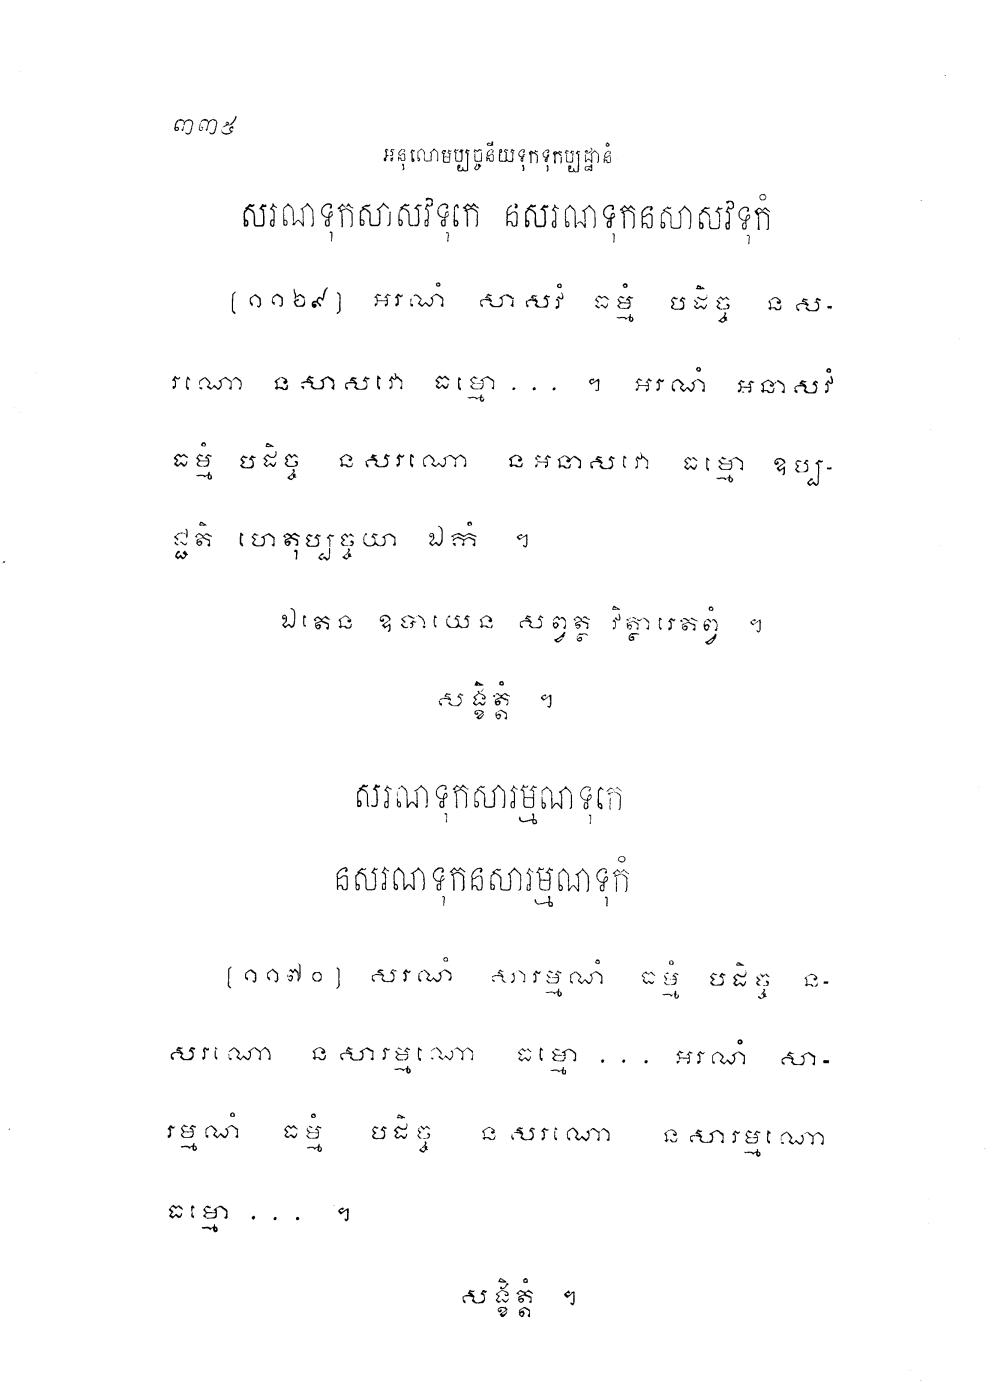 ៣៣៥
អនុលោមប្បច្ចនីយទុកទុកប្បដ្ឋានំ
សរណទុកសាសវទុកេ នសរណទុកនសាសវទុកំ
[១១៦៩] អរណំ សាសវំ ធម្មំ បដិច្ច នស-
រណោ នសាសវោ ធម្មោ ... ។ អរណំ អនាសវំ
ធម្មំ បដិច្ច នសរណោ នអនាសវោ ធម្មោ ឧប្ប-
ជ្ជតិ ហេតុប្បច្ចយា ឯកំ ។
ឯតេន ឧបាយេន សព្វត្ថ វិត្ថារេតព្វំ ។
សង្ខិត្តំ ។
សរណទុកសារម្មណទុកេ
នសរណទុកនសារម្មណទុកំ
[១១៧០] សរណំ សារម្មណំ ធម្មំ បដិច្ច ន-
សរណោ នសារម្មណោ ធម្មោ ... អរណំ សា-
រម្មណំ ធម្មំ បដិច្ច នសរណោ នសារម្មណោ
ធម្មោ ... ។
សង្ខិត្តំ ។